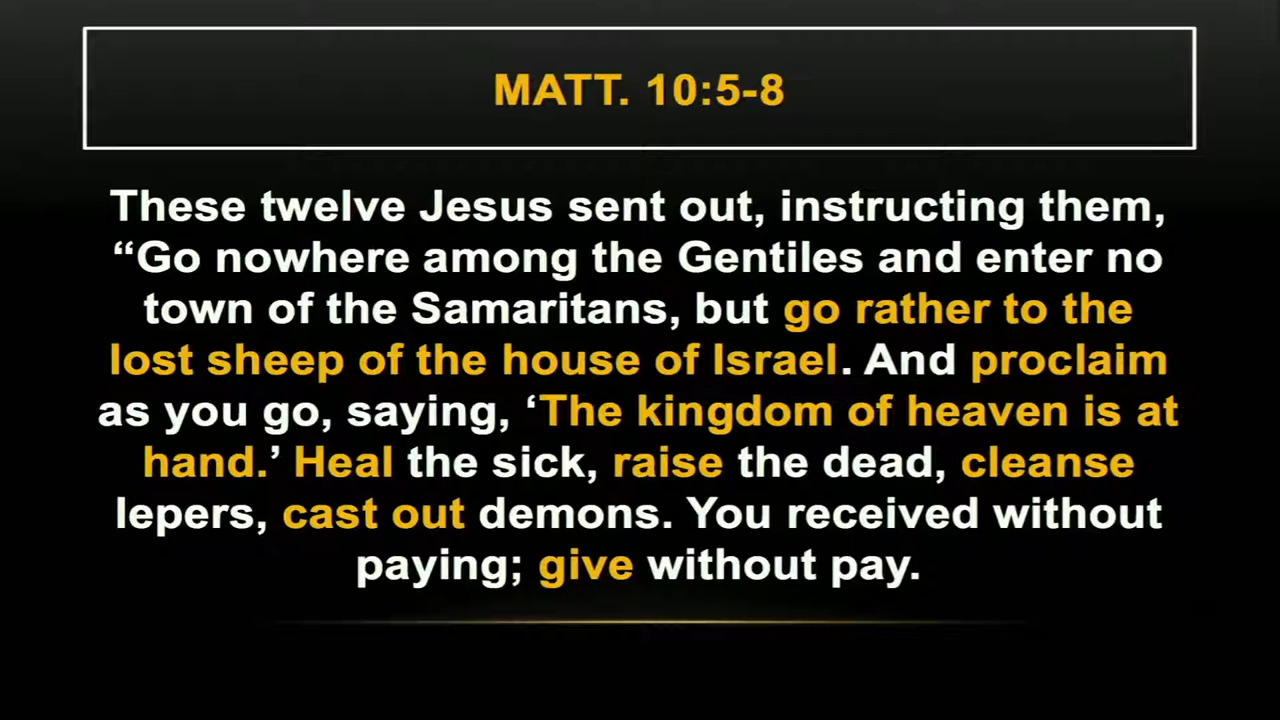 MATT. 10:5-8
These twelve Jesus sent out, instructing them,
“Go nowhere among the Gentiles and enter no
town of the Samaritans, but go rather to the
lost sheep of the house of Israel. And proclaim
as you go, saying, ‘The kingdom of heaven is at
hand.’ Heal the sick, raise the dead, cleanse
lepers, cast out demons. You received without
paying; give without pay.